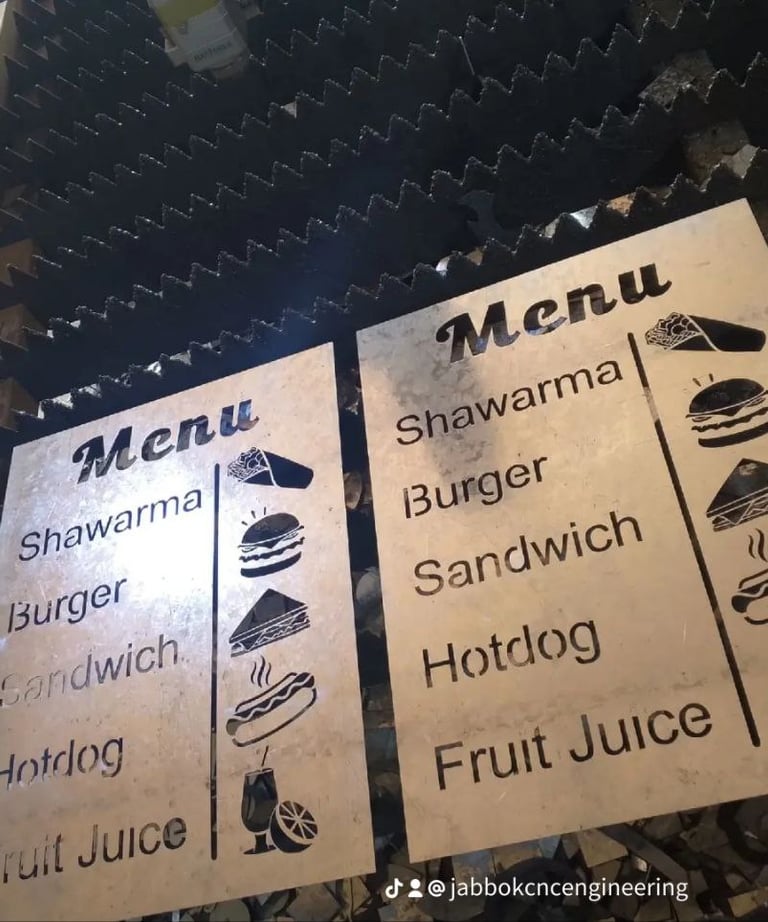 Menu
Shawarma
Burger
Sandwich
Hotdog
Fruit Juice
Menu
Shawarma
Burger
Sandwich
Hotdog
Fruit Juice
@jabbokcncengineering